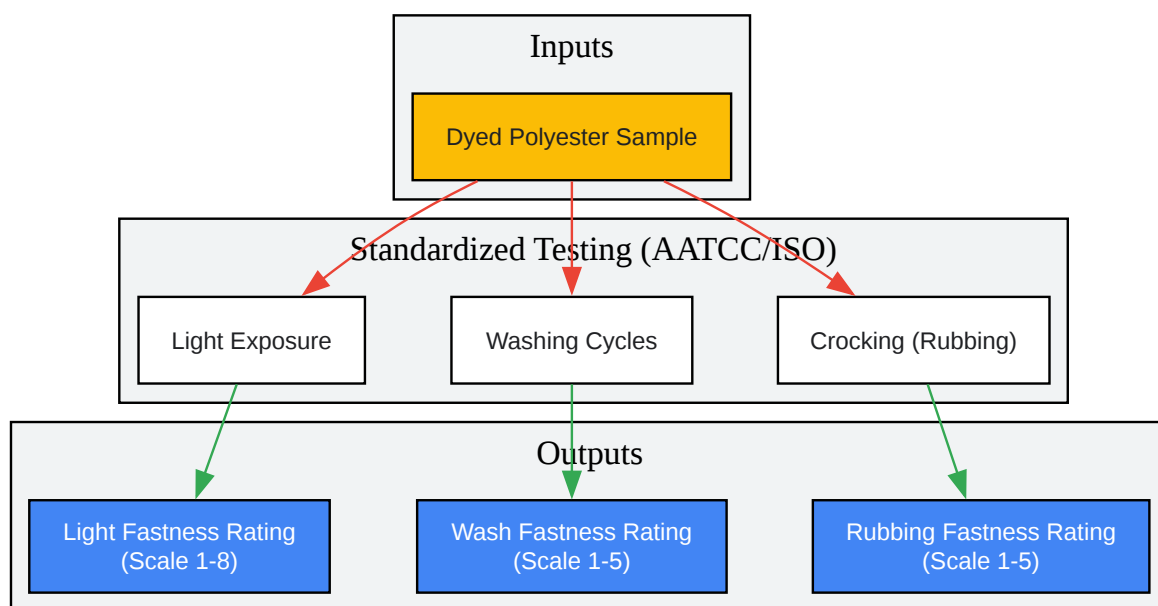 Inputs
Dyed Polyester Sample
Standardized Testing (AATCC/ISO)
Light Exposure
Washing Cycles
Crocking (Rubbing)
Outputs
Light Fastness Rating
(Scale 1-8)
Wash Fastness Rating
(Scale 1-5)
Rubbing Fastness Rating
(Scale 1-5)